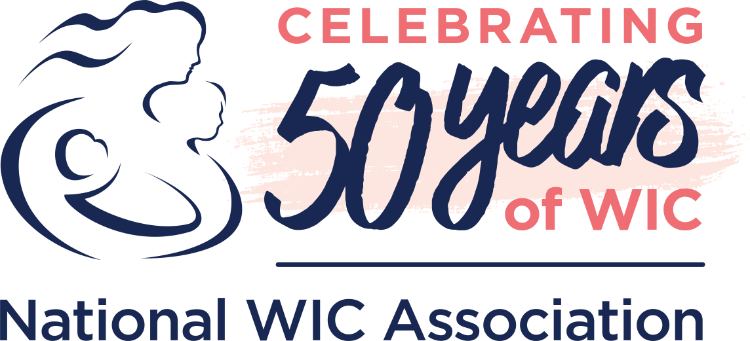 CELEBRATING
50 years
of WIC
National WIC Association